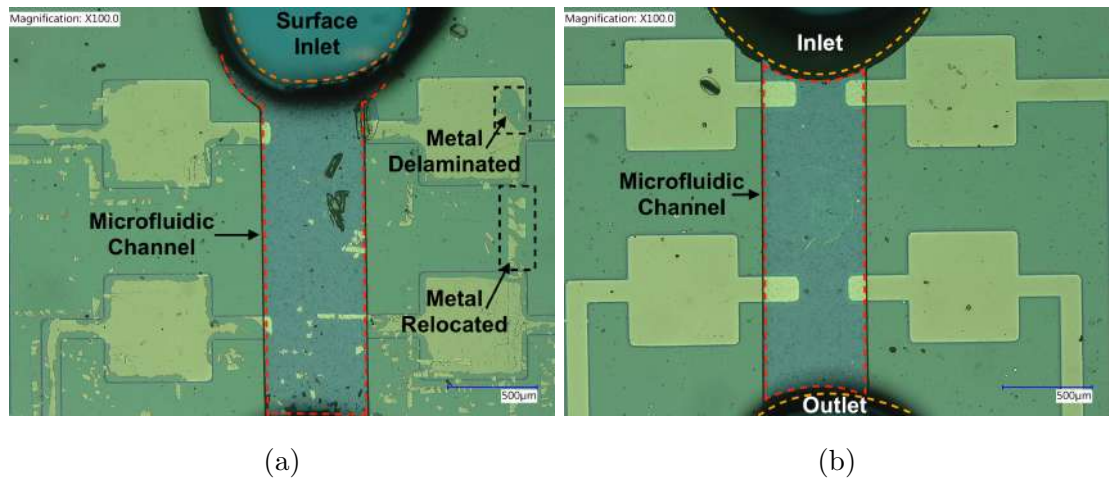 Magnification: X100.0
Surface
Inlet
Metal
Delaminated
Microfluidic
Channel
Metal
Relocated
500μm
Magnification: X100.0
Inlet
Microfluidic
Channel
500μm
Outlet
(a)
(b)